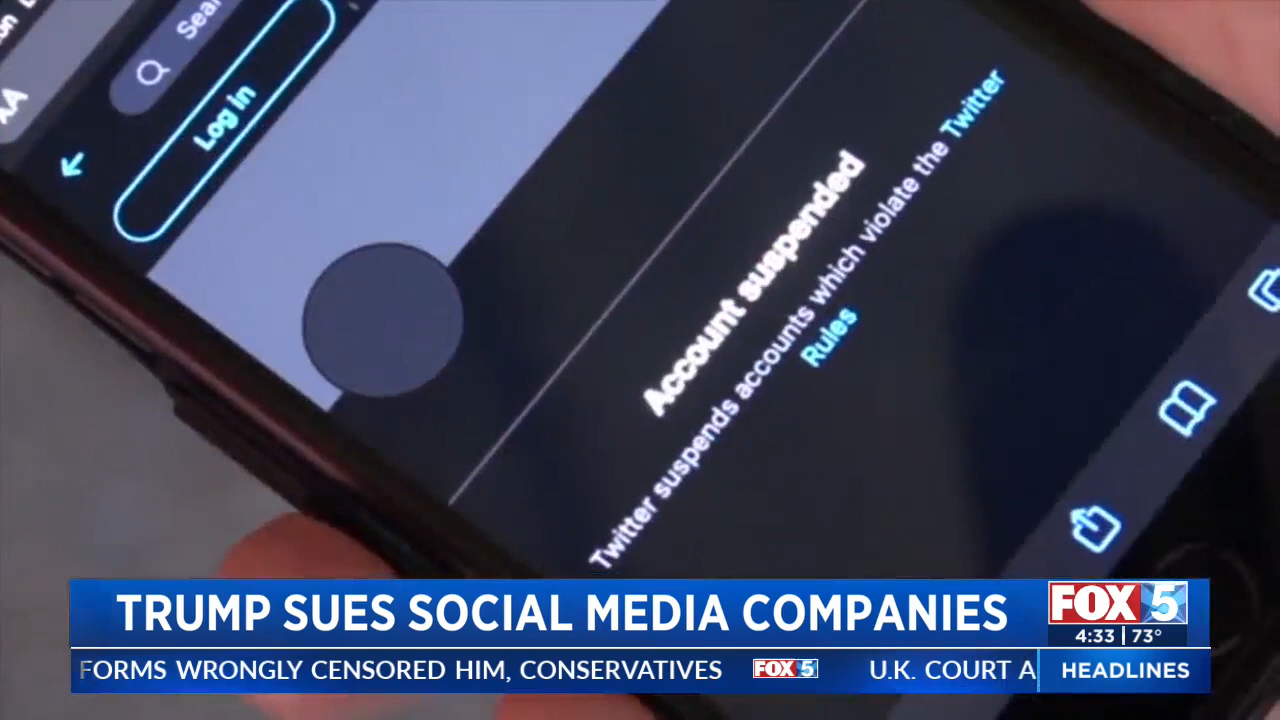 AA
Log in
Account suspended
Twitter suspends accounts which violate the Twitter
Rules
TRUMP SUES SOCIAL MEDIA COMPANIES
FOX 5
4:33 | 73°
FORMS WRONGLY CENSORED HIM, CONSERVATIVES FOX 5 U.K. COURT A
HEADLINES